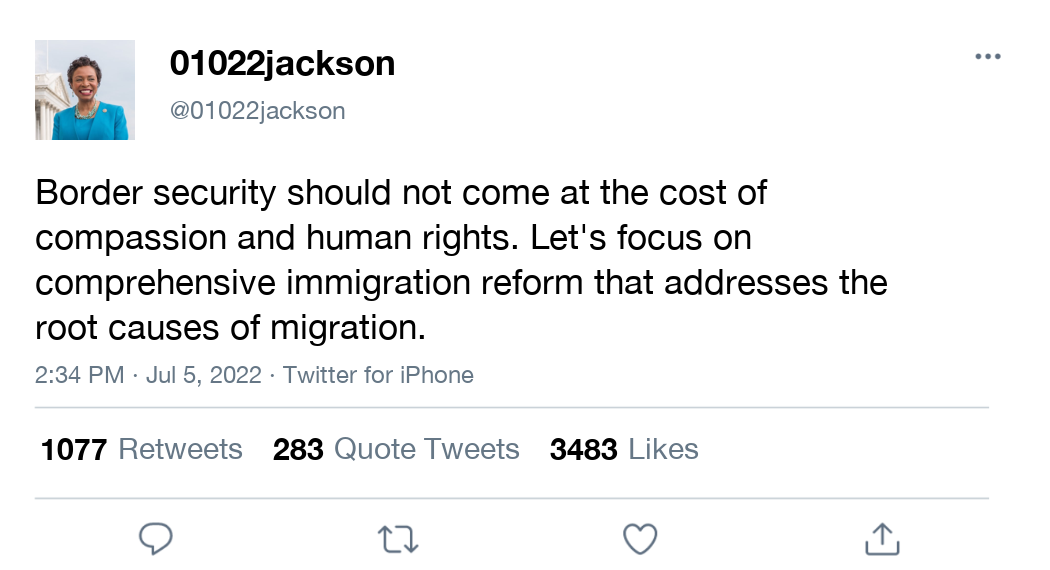 01022jackson
@01022jackson
Border security should not come at the cost of
compassion and human rights. Let's focus on
comprehensive immigration reform that addresses the
root causes of migration.
2:34 PM · Jul 5, 2022 · Twitter for iPhone
1077 Retweets 283 Quote Tweets 3483 Likes